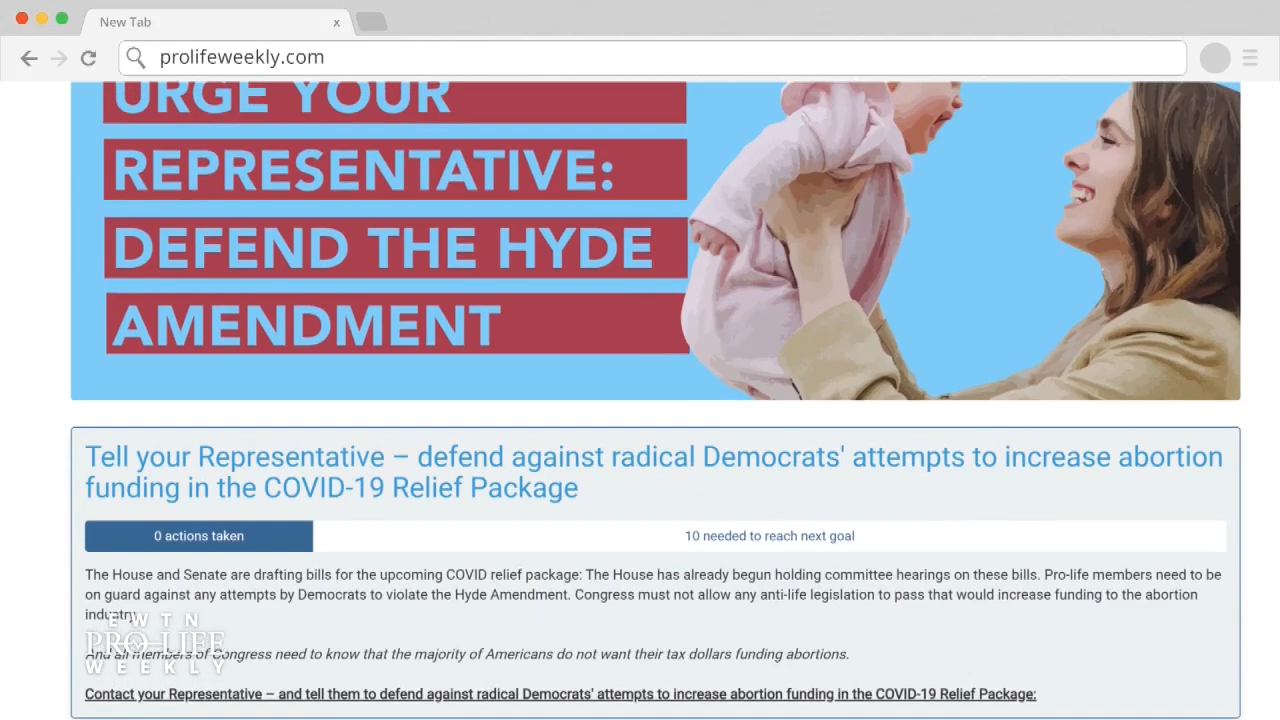 New Tab
x
prolifeweekly.com
URGE YOUR
REPRESENTATIVE:
DEFEND THE HYDE
AMENDMENT
Tell your Representative – defend against radical Democrats' attempts to increase abortion
funding in the COVID-19 Relief Package
0 actions taken
10 needed to reach next goal
The House and Senate are drafting bills for the upcoming COVID relief package: The House has already begun holding committee hearings on these bills. Pro-life members need to be
on guard against any attempts by Democrats to violate the Hyde Amendment. Congress must not allow any anti-life legislation to pass that would increase funding to the abortion
industry.
And all members of Congress need to know that the majority of Americans do not want their tax dollars funding abortions.
Contact your Representative – and tell them to defend against radical Democrats' attempts to increase abortion funding in the COVID-19 Relief Package:
EWTN
PRO-LIFE
WEEKLY